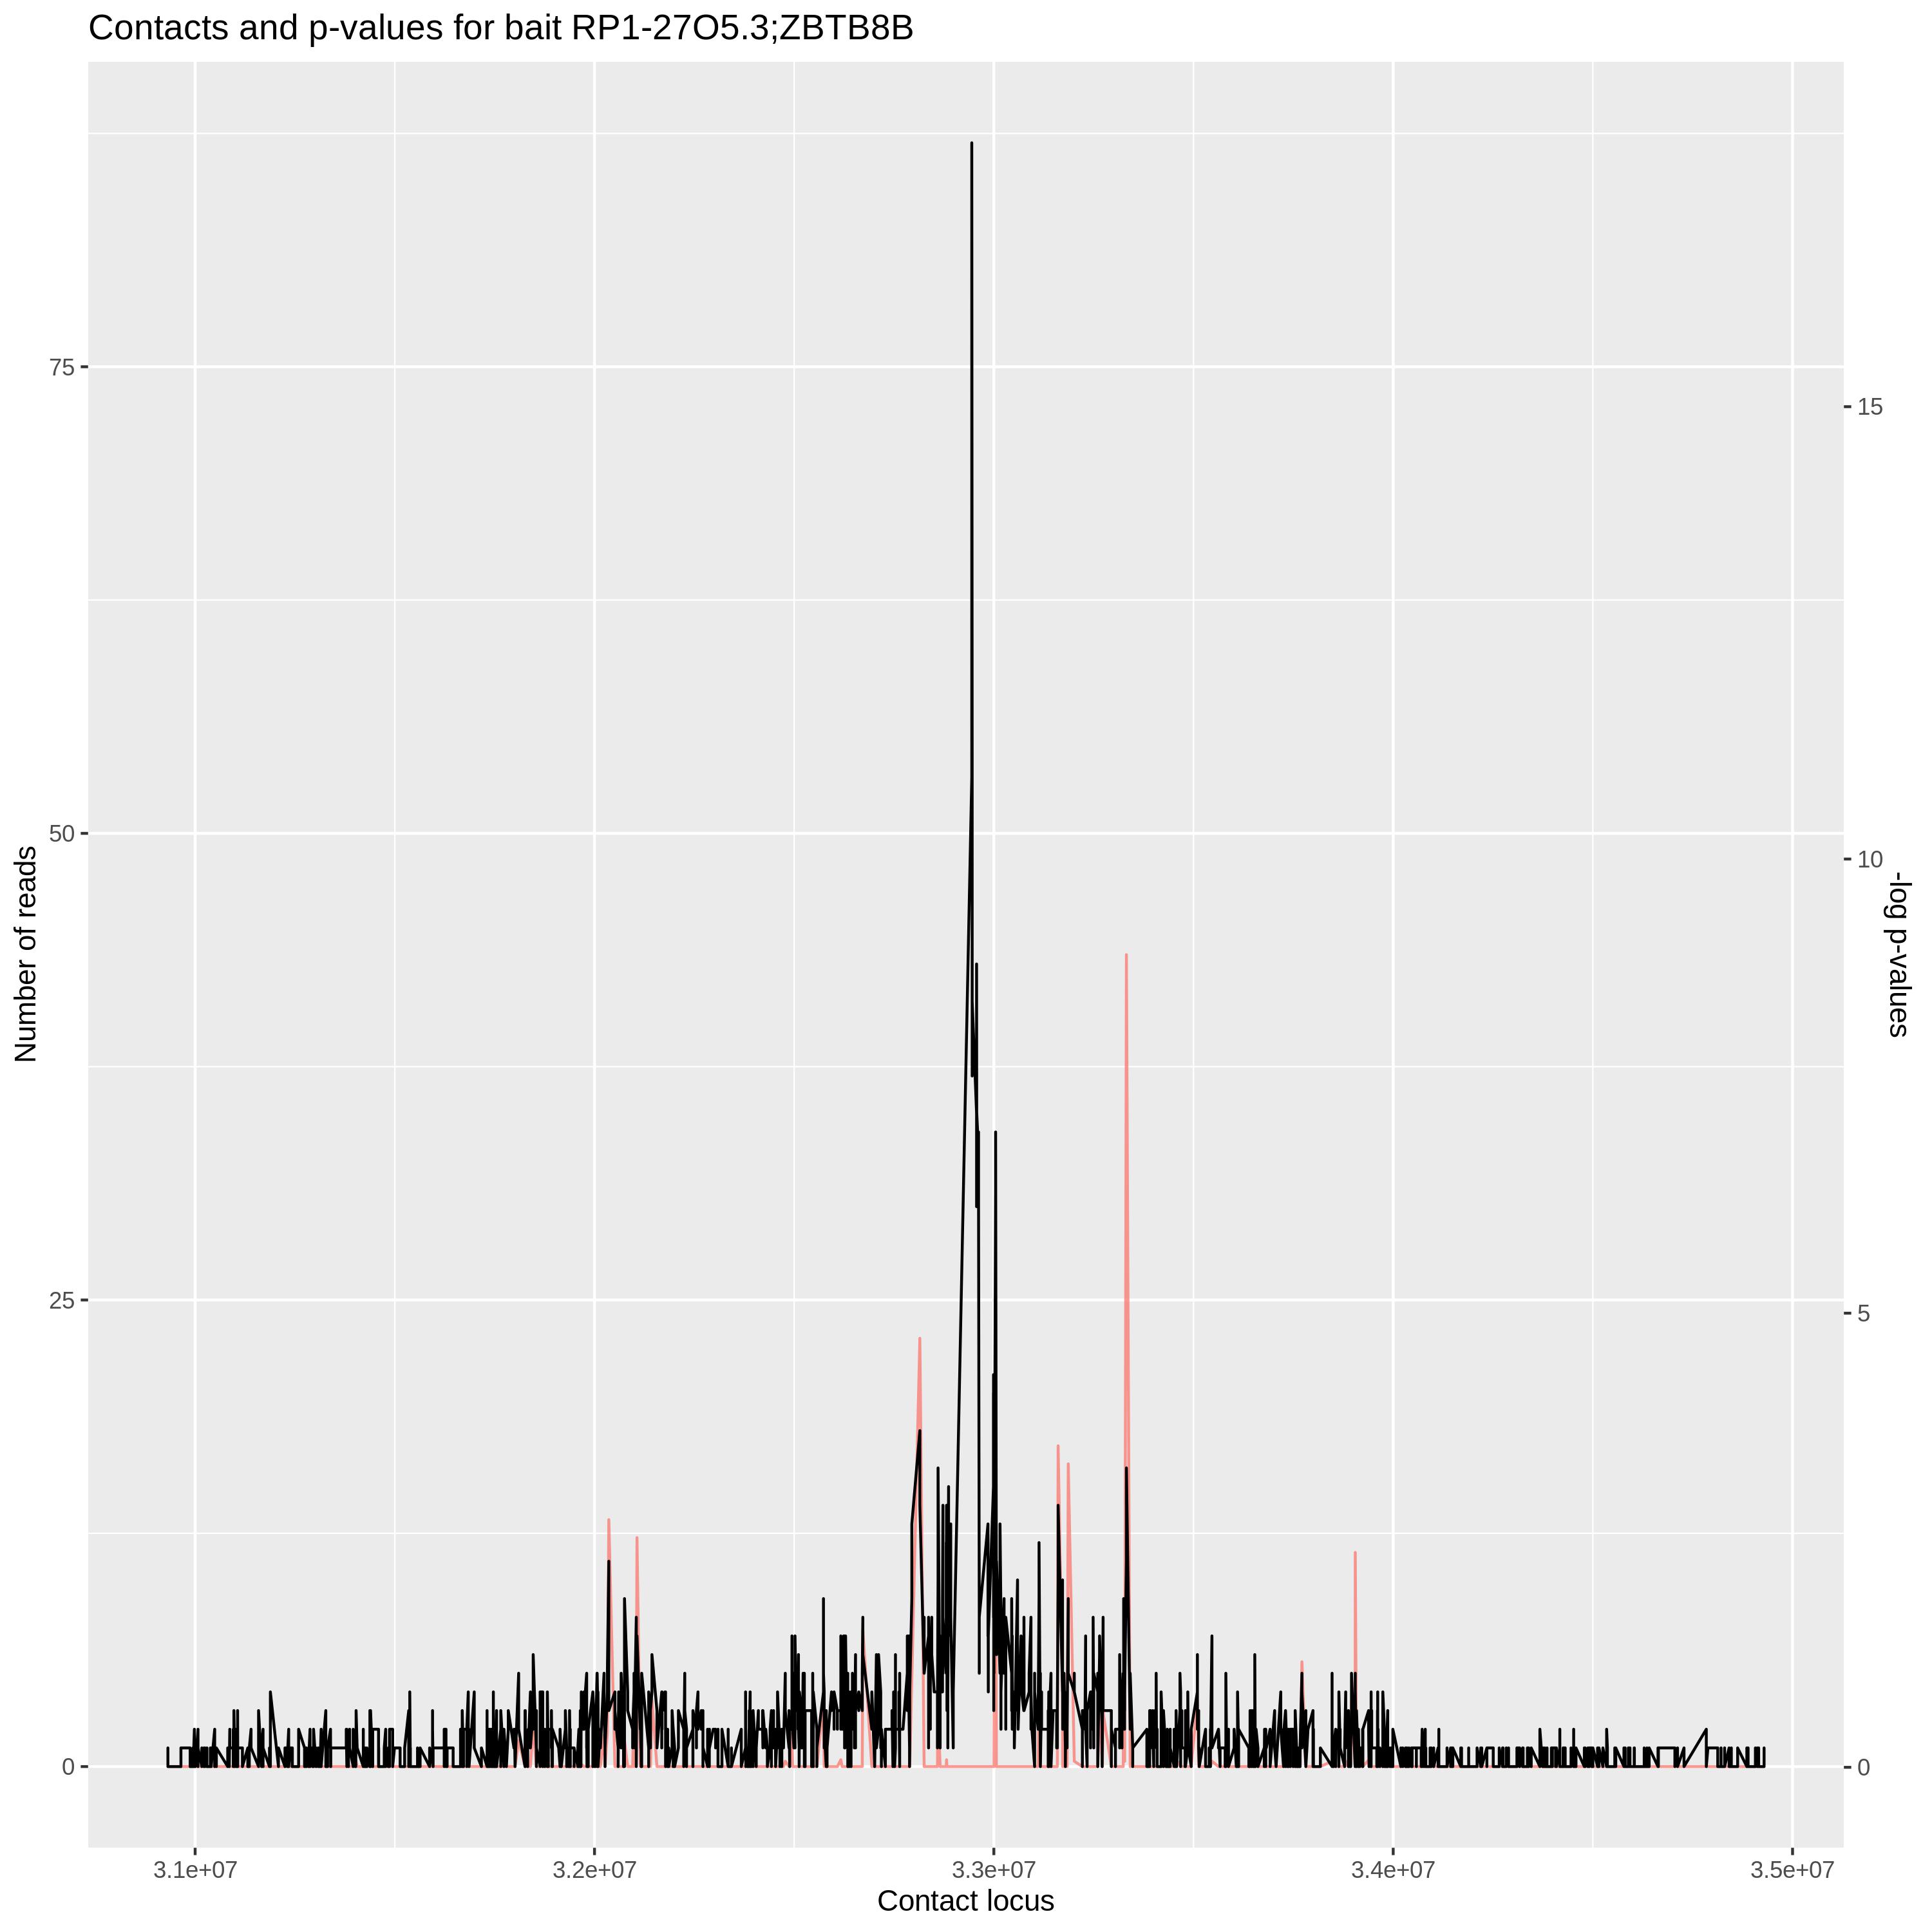 Contacts and p-values for bait RP1-27O5.3;ZBTB8B
75
50
25
0
Number of reads
15
10
5
0
-log p-values
3.1e+07
3.2e+07
3.3e+07
3.4e+07
3.5e+07
Contact locus